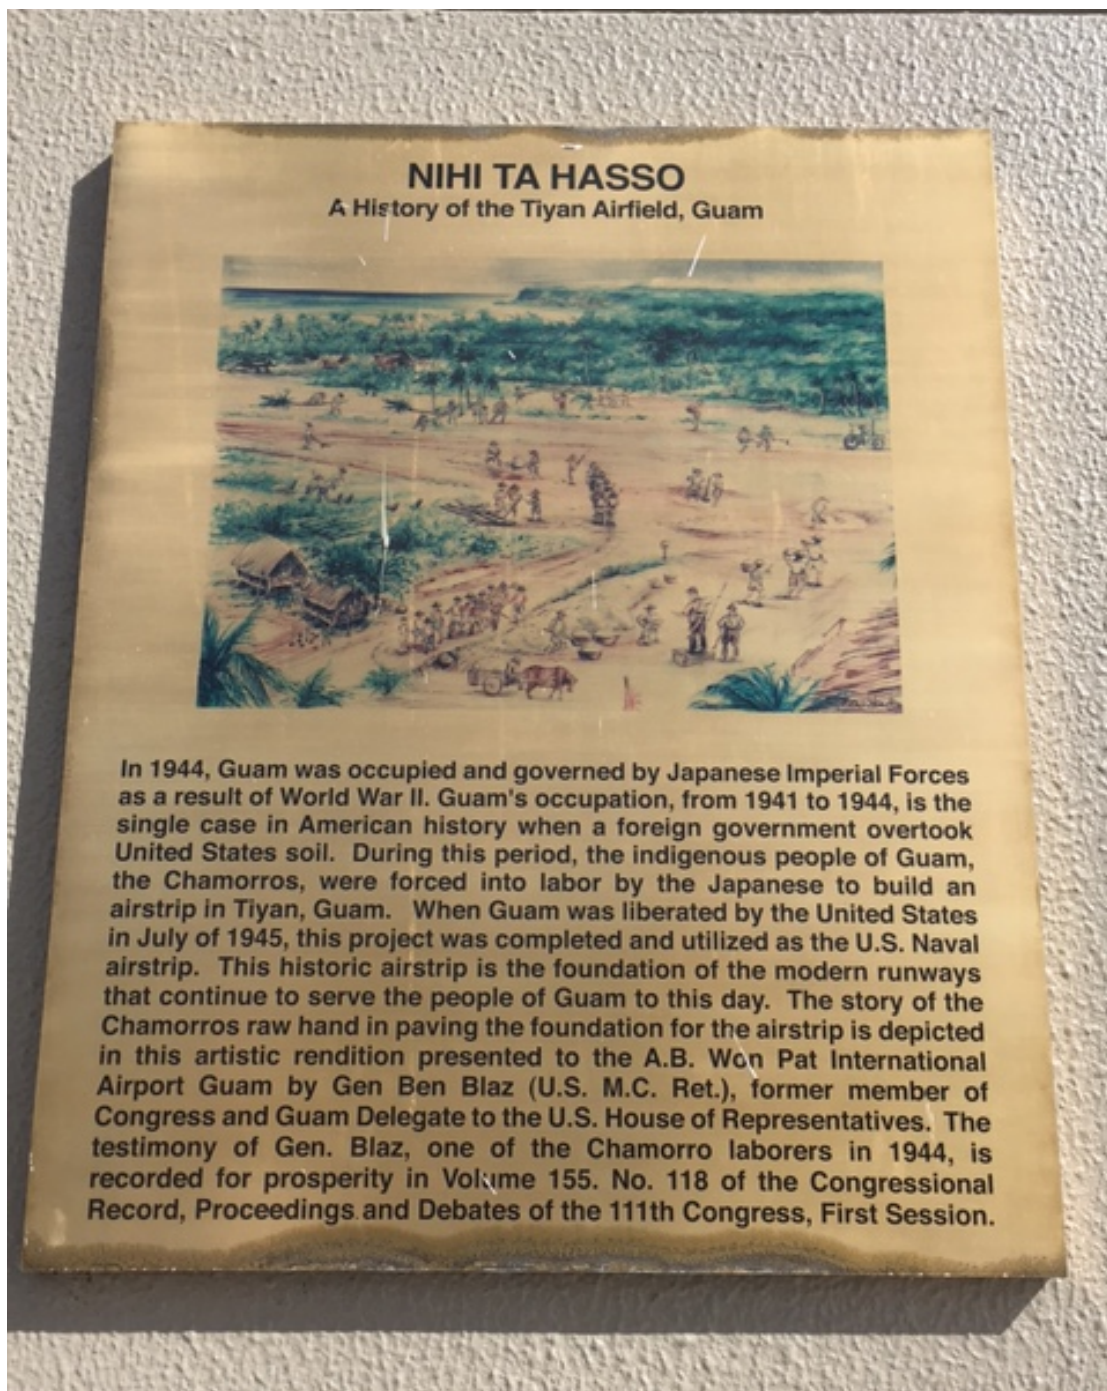 NIHI TA HASSO
A History of the Tiyan Airfield, Guam
In 1944, Guam was occupied and governed by Japanese Imperial Forces
as a result of World War II. Guam's occupation, from 1941 to 1944, is the
single case in American history when a foreign government overtook
United States soil. During this period, the indigenous people of Guam,
the Chamorros, were forced into labor by the Japanese to build an
airstrip in Tiyan, Guam. When Guam was liberated by the United States
in July of 1945, this project was completed and utilized as the U.S. Naval
airstrip. This historic airstrip is the foundation of the modern runways
that continue to serve the people of Guam to this day. The story of the
Chamorros raw hand in paving the foundation for the airstrip is depicted
in this artistic rendition presented to the A.B. Won Pat International
Airport Guam by Gen Ben Blaz (U.S. M.C. Ret.), former member of
Congress and Guam Delegate to the U.S. House of Representatives. The
testimony of Gen. Blaz, one of the Chamorro laborers in 1944, is
recorded for prosperity in Volume 155. No. 118 of the Congressional
Record, Proceedings and Debates of the 111th Congress, First Session.